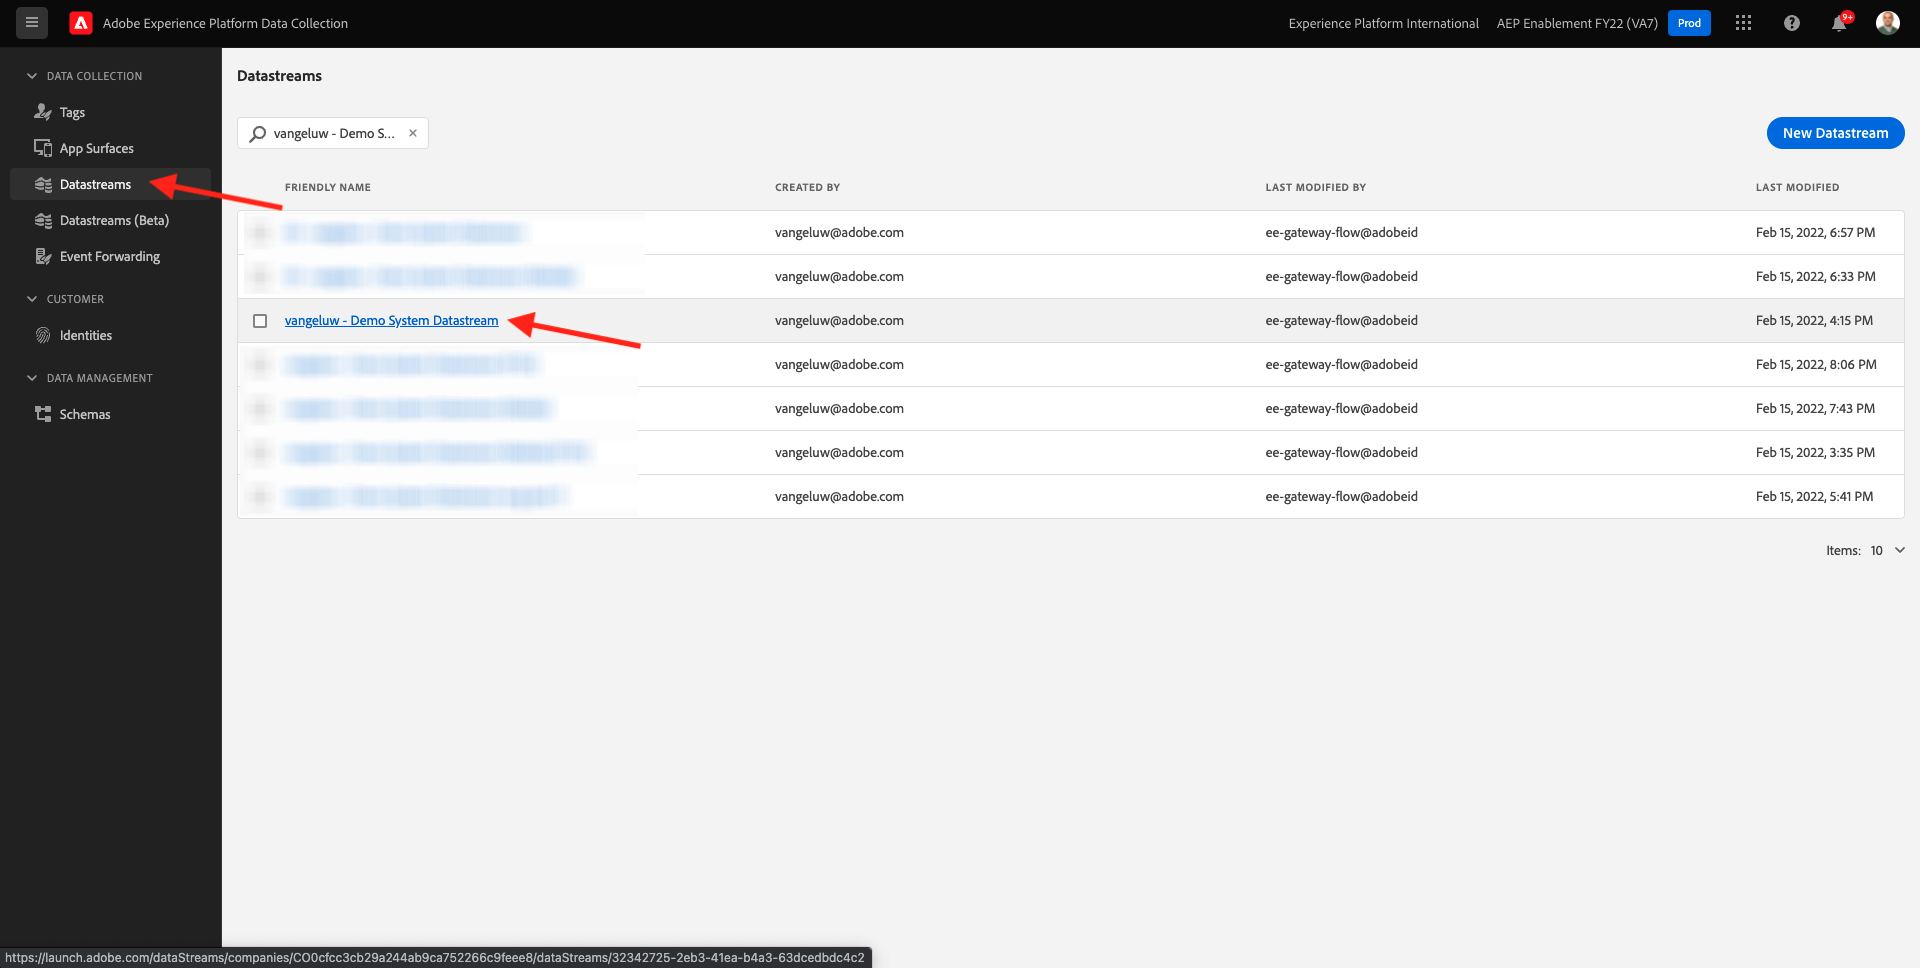 Adobe Experience Platform Data Collection
Experience Platform International
AEP Enablement FY22 (VA7)
Prod
9+
DATA COLLECTION
Tags
App Surfaces
Datastreams
Datastreams (Beta)
Event Forwarding
CUSTOMER
Identities
DATA MANAGEMENT
Schemas
Datastreams
vangeluw - Demo S...
New Datastream
FRIENDLY NAME CREATED BY LAST MODIFIED BY LAST MODIFIED
vangeluw@adobe.com ee-gateway-flow@adobeid Feb 15, 2022, 6:57 PM
vangeluw@adobe.com ee-gateway-flow@adobeid Feb 15, 2022, 6:33 PM
vangeluw - Demo System Datastream vangeluw@adobe.com ee-gateway-flow@adobeid Feb 15, 2022, 4:15 PM
vangeluw@adobe.com ee-gateway-flow@adobeid Feb 15, 2022, 8:06 PM
vangeluw@adobe.com ee-gateway-flow@adobeid Feb 15, 2022, 7:43 PM
vangeluw@adobe.com ee-gateway-flow@adobeid Feb 15, 2022, 3:35 PM
vangeluw@adobe.com ee-gateway-flow@adobeid Feb 15, 2022, 5:41 PM
Items: 10
https://launch.adobe.com/dataStreams/companies/CO0cfcc3cb29a244ab9ca752266c9feee8/dataStreams/32342725-2eb3-41ea-b4a3-63dcedbdc4c2